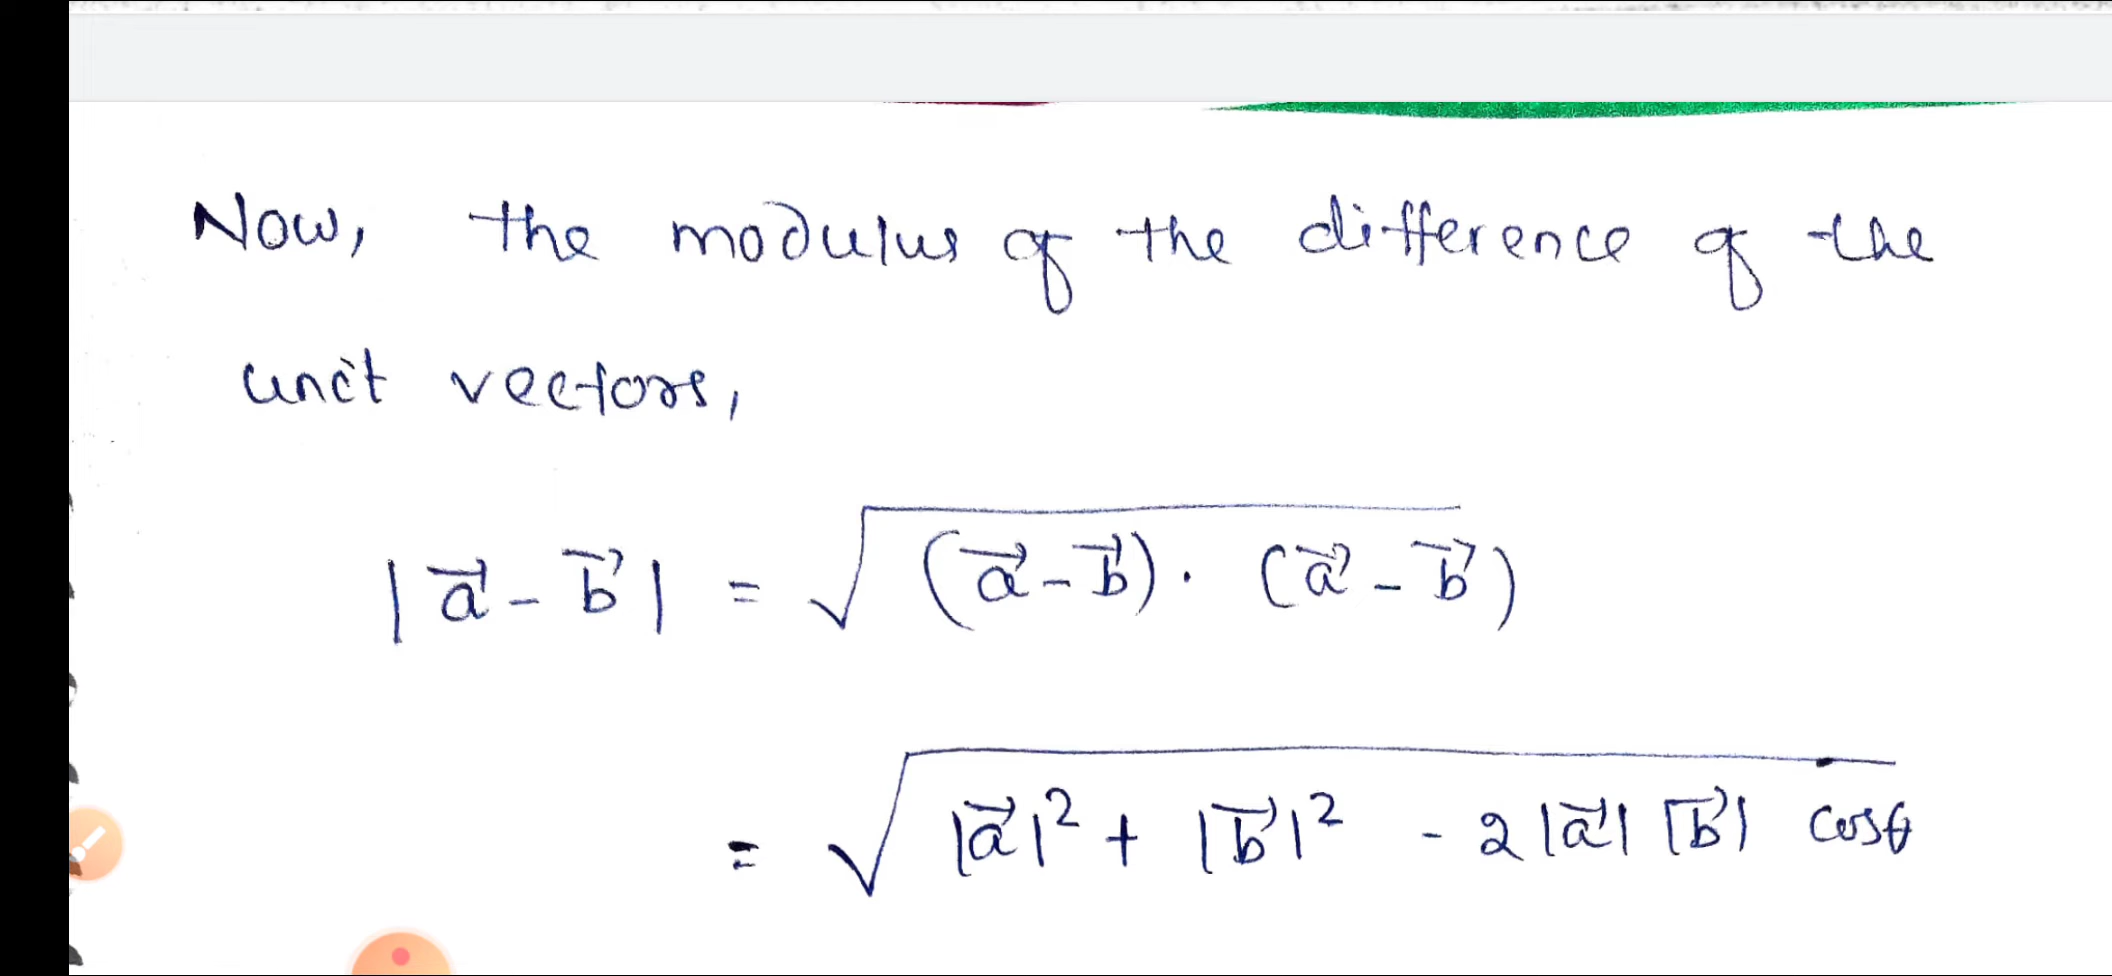 Now, the modulus of the difference of the
unit vectors,
|a⃗ - b⃗| = √(a⃗ - b⃗) · (a⃗ - b⃗)
= √|a⃗|² + |b⃗|² - 2|a⃗| |b⃗| cosθ